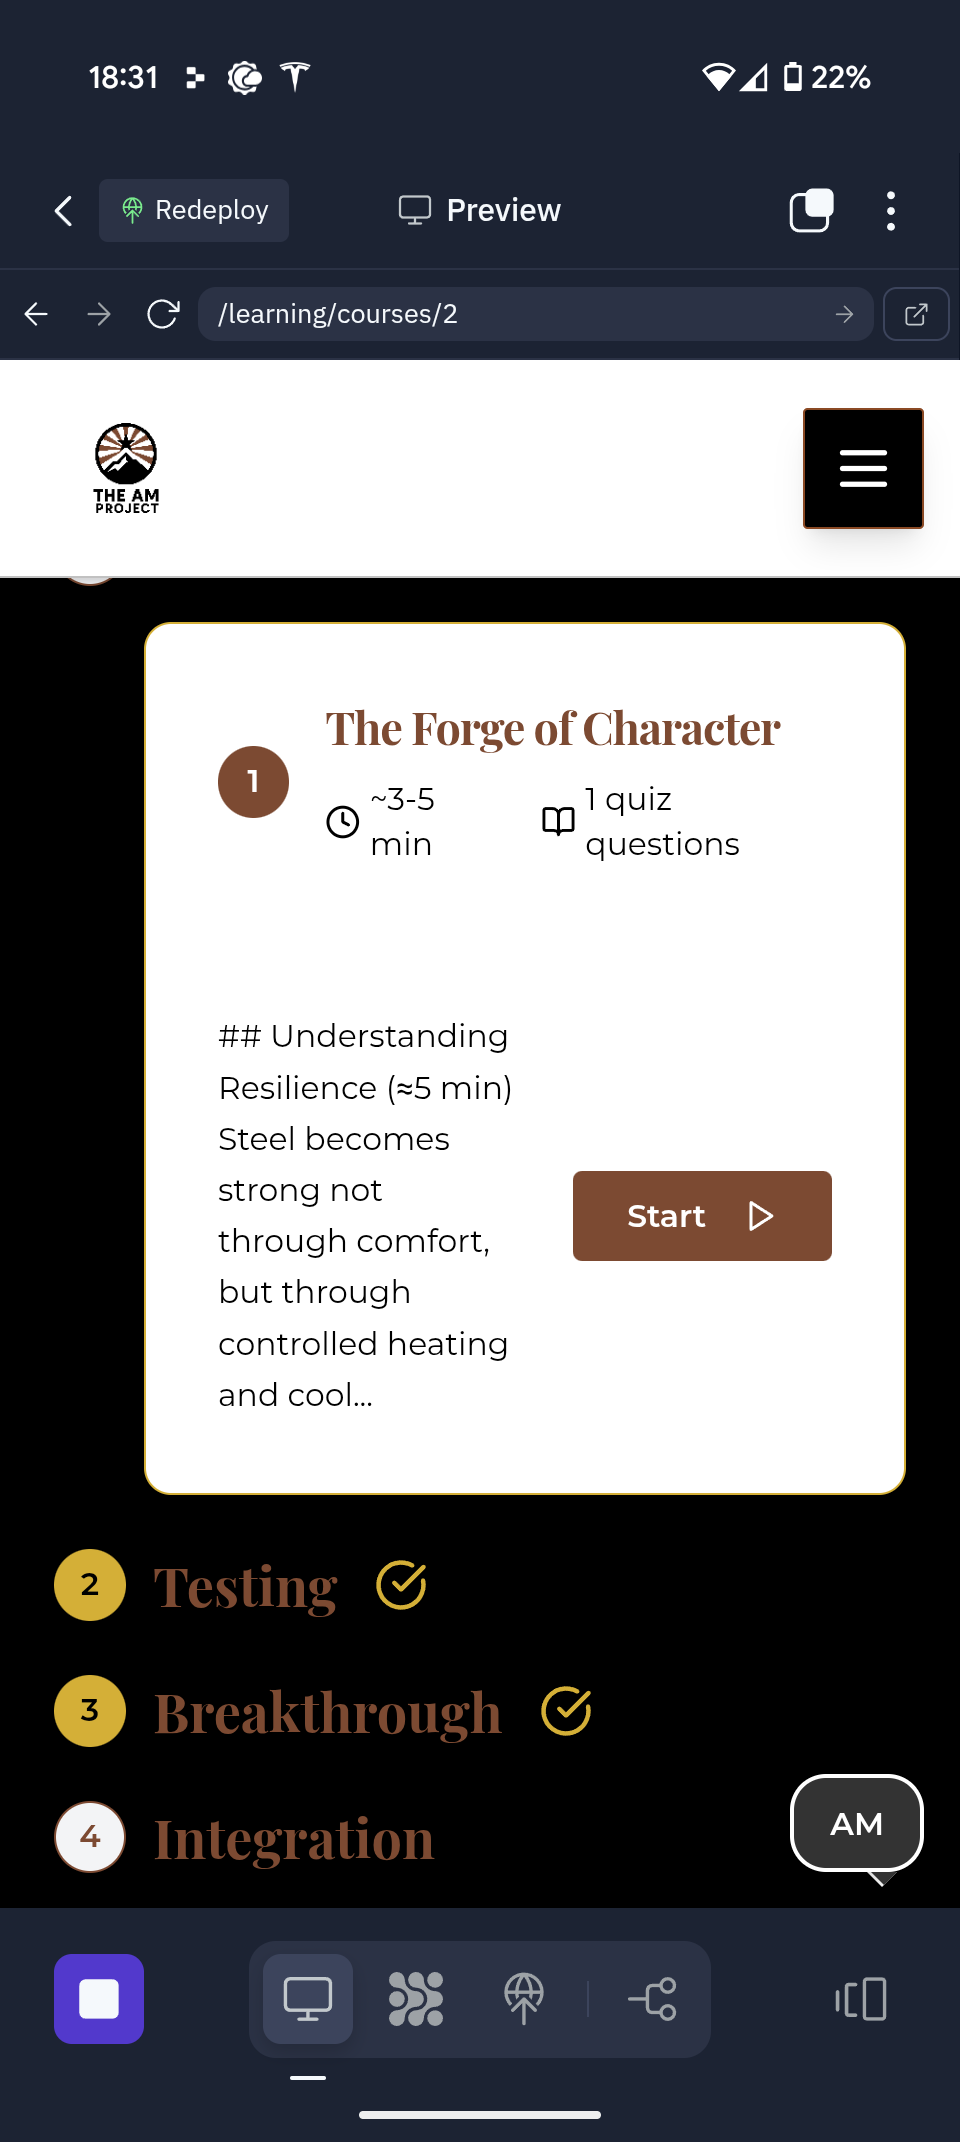 18:31
22%
Redeploy
Preview
/learning/courses/2
THE AM
PROJECT
The Forge of Character
1
~3-5
min
1 quiz
questions
## Understanding
Resilience (≈5 min)
Steel becomes
strong not
through comfort,
but through
controlled heating
and cool...
Start
2 Testing
3 Breakthrough
4 Integration
AM